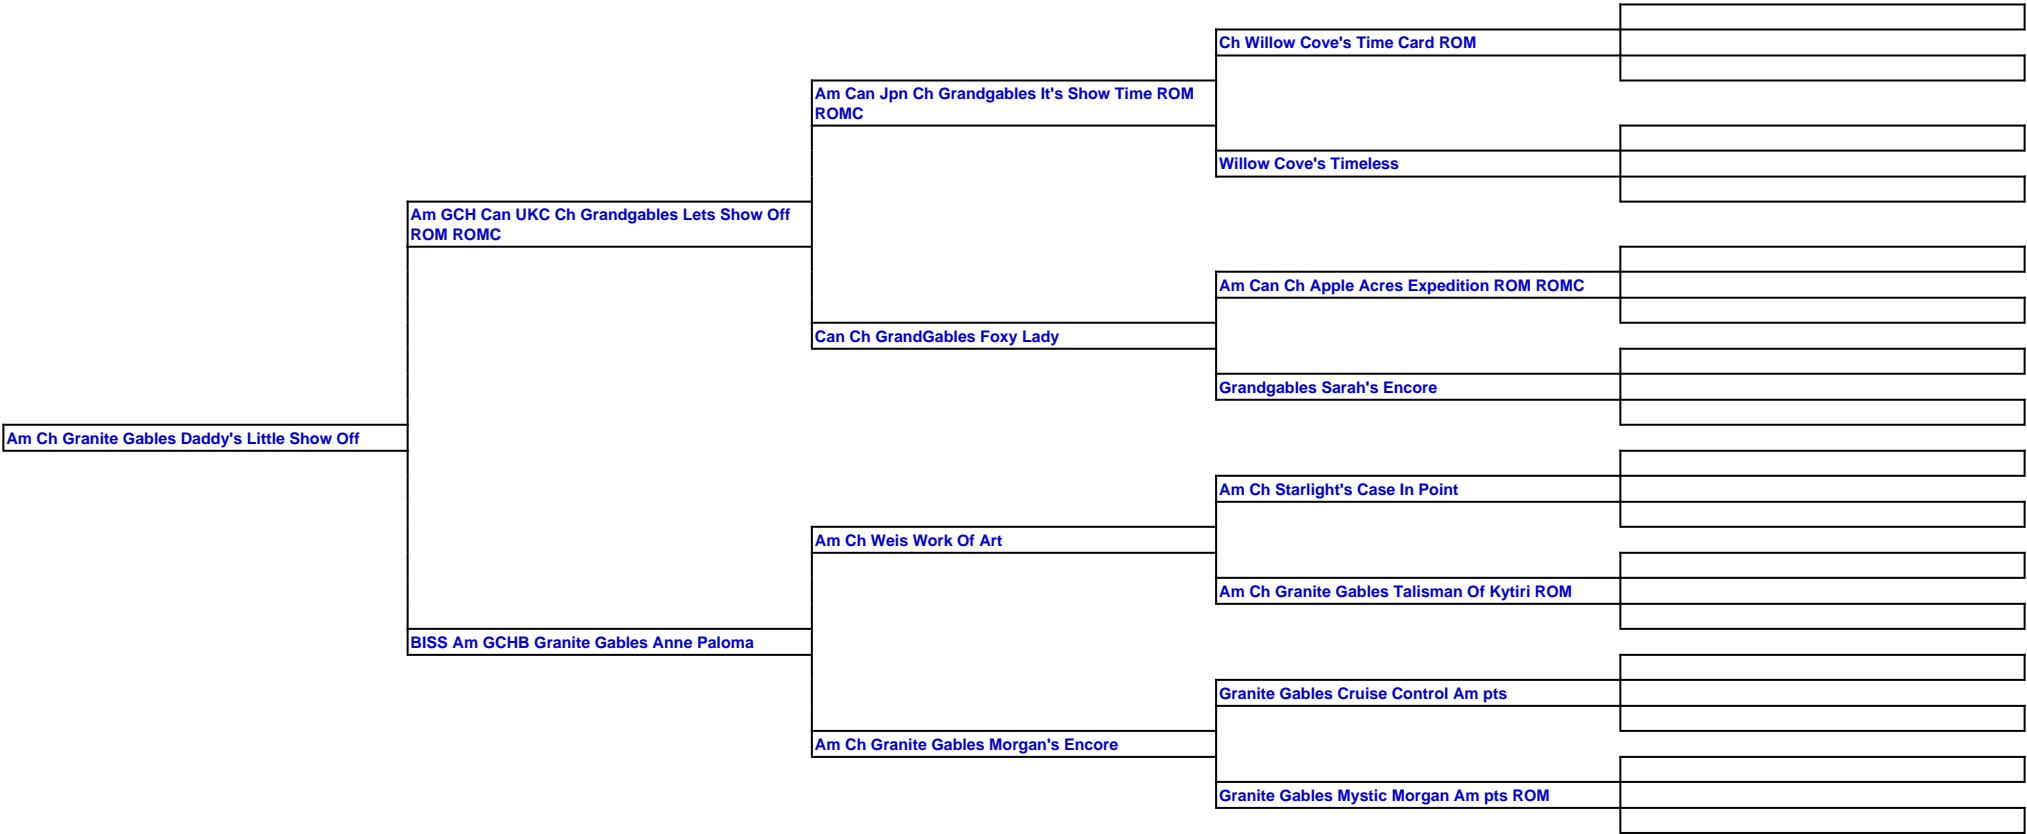 Ch Willow Cove's Time Card ROM
Am Can Jpn Ch Grandgables It's Show Time ROM
ROMC
Willow Cove's Timeless
Am GCH Can UKC Ch Grandgables Lets Show Off
ROM ROMC
Am Can Ch Apple Acres Expedition ROM ROMC
Can Ch GrandGables Foxy Lady
Grandgables Sarah's Encore
Am Ch Granite Gables Daddy's Little Show Off
Am Ch Starlight's Case In Point
Am Ch Weis Work Of Art
Am Ch Granite Gables Talisman Of Kytiri ROM
BISS Am GCHB Granite Gables Anne Paloma
Granite Gables Cruise Control Am pts
Am Ch Granite Gables Morgan's Encore
Granite Gables Mystic Morgan Am pts ROM